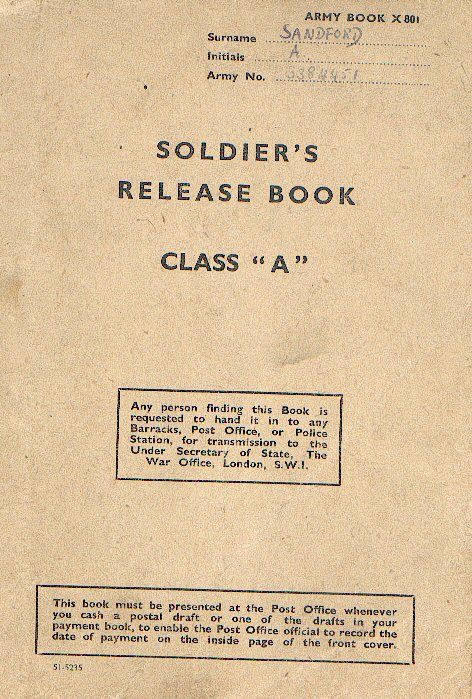 ARMY BOOK X 801
Surname SANDFORD
Initials A
Army No. 5384451
SOLDIER'S
RELEASE BOOK
CLASS "A"
Any person finding this Book is
requested to hand it in to any
Barracks, Post Office, or Police
Station, for transmission to the
Under Secretary of State, The
War Office, London, S.W.1.
This book must be presented at the Post Office whenever
you cash a postal draft or one of the drafts in your
payment book, to enable the Post Office official to record the
date of payment on the inside page of the front cover.
51-5235